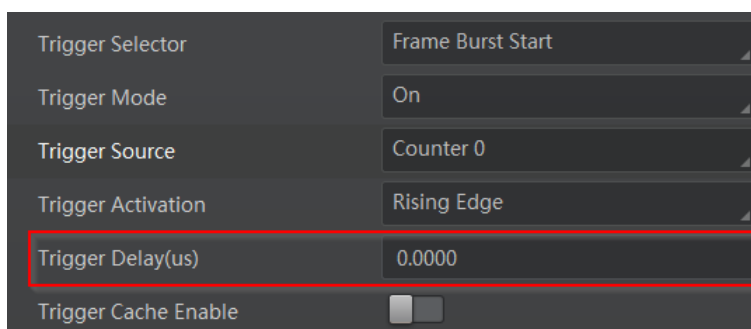 Trigger Selector Frame Burst Start
Trigger Mode On
Trigger Source Counter 0
Trigger Activation Rising Edge
Trigger Delay(us) 0.0000
Trigger Cache Enable